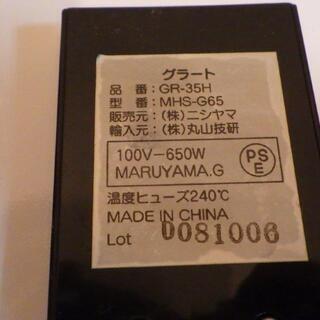 グラート
品　番：GR-35H
型　番：MHS-G65
販売元：(株)ニシヤマ
輸入元：(株)丸山技研
100V－650W
MARUYAMA.G
PS
E
温度ヒューズ240℃
MADE IN CHINA
Lot 0081006